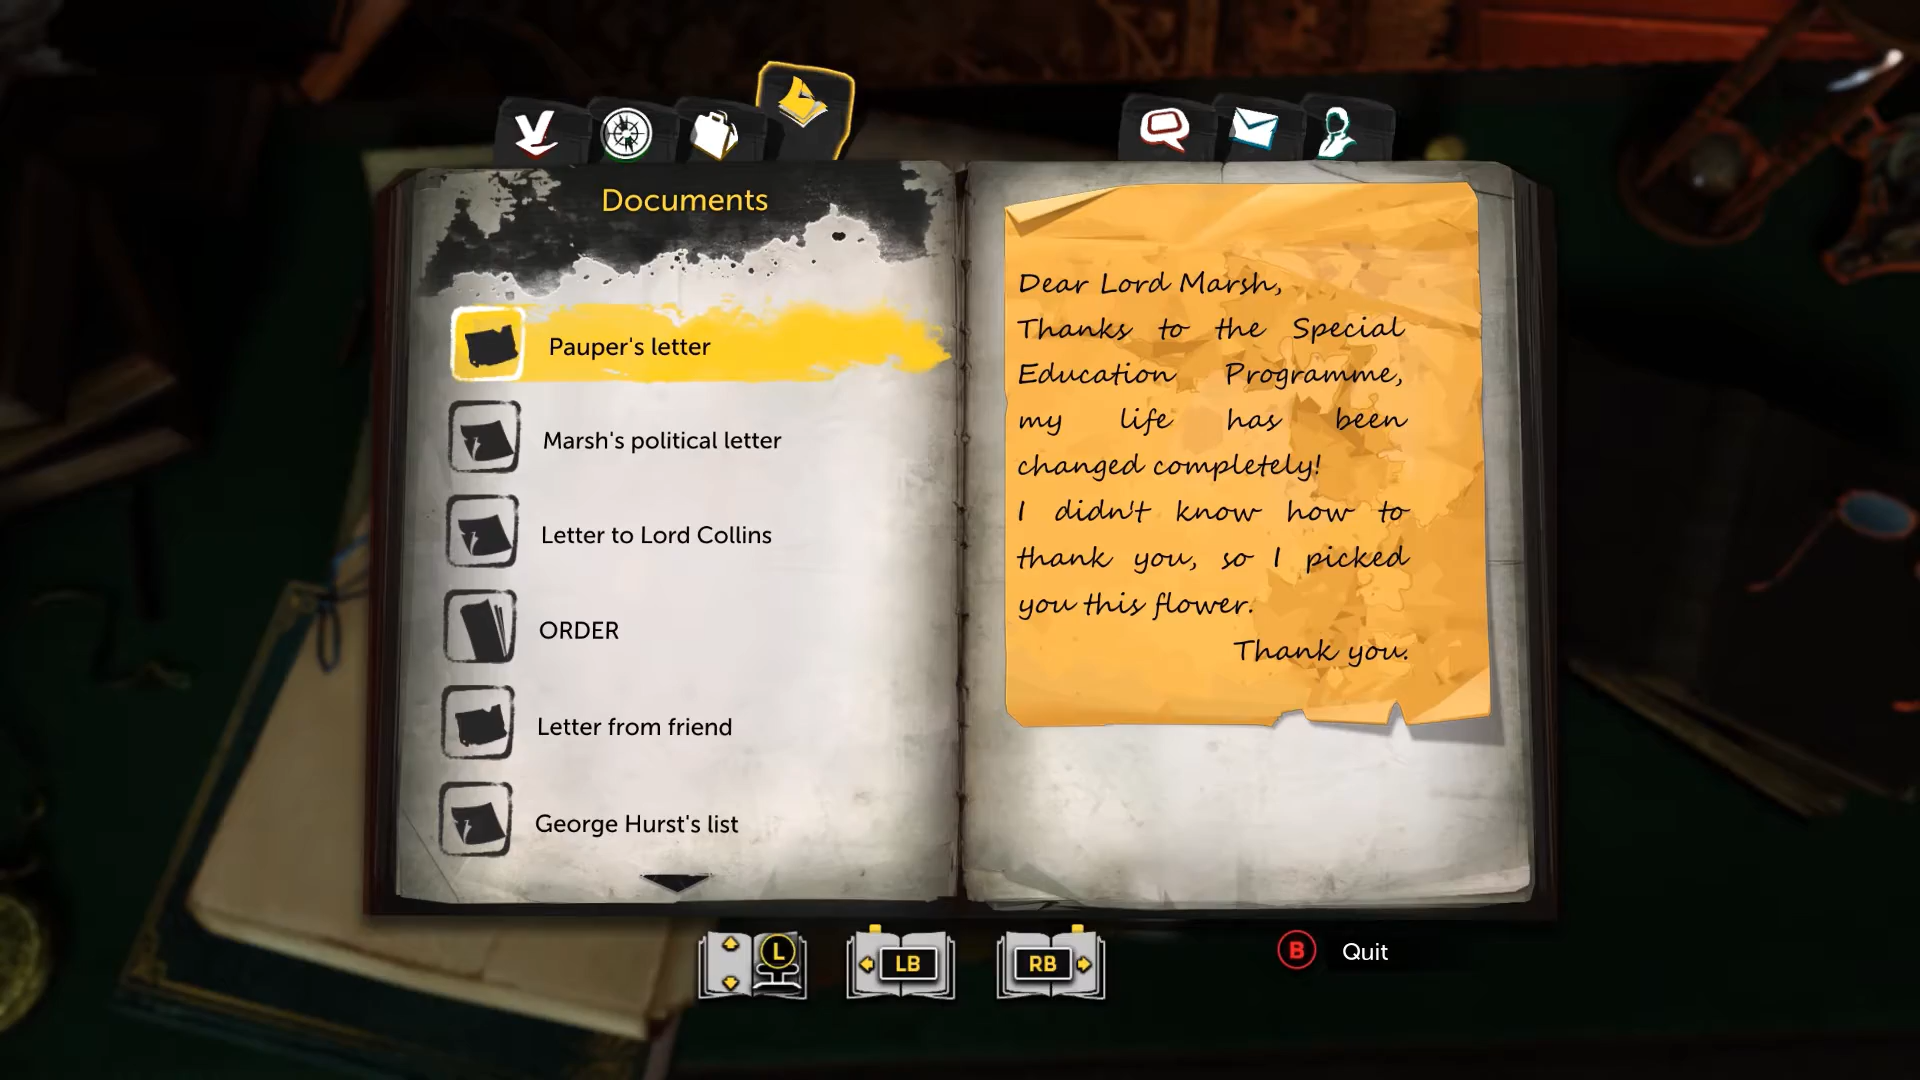 Documents
Pauper's letter
Marsh's political letter
Letter to Lord Collins
ORDER
Letter from friend
George Hurst's list
Dear Lord Marsh,
Thanks to the Special
Education Programme,
my life has been
changed completely!
I didn't know how to
thank you, so I picked
you this flower.
Thank you.
L
LB
RB
B Quit